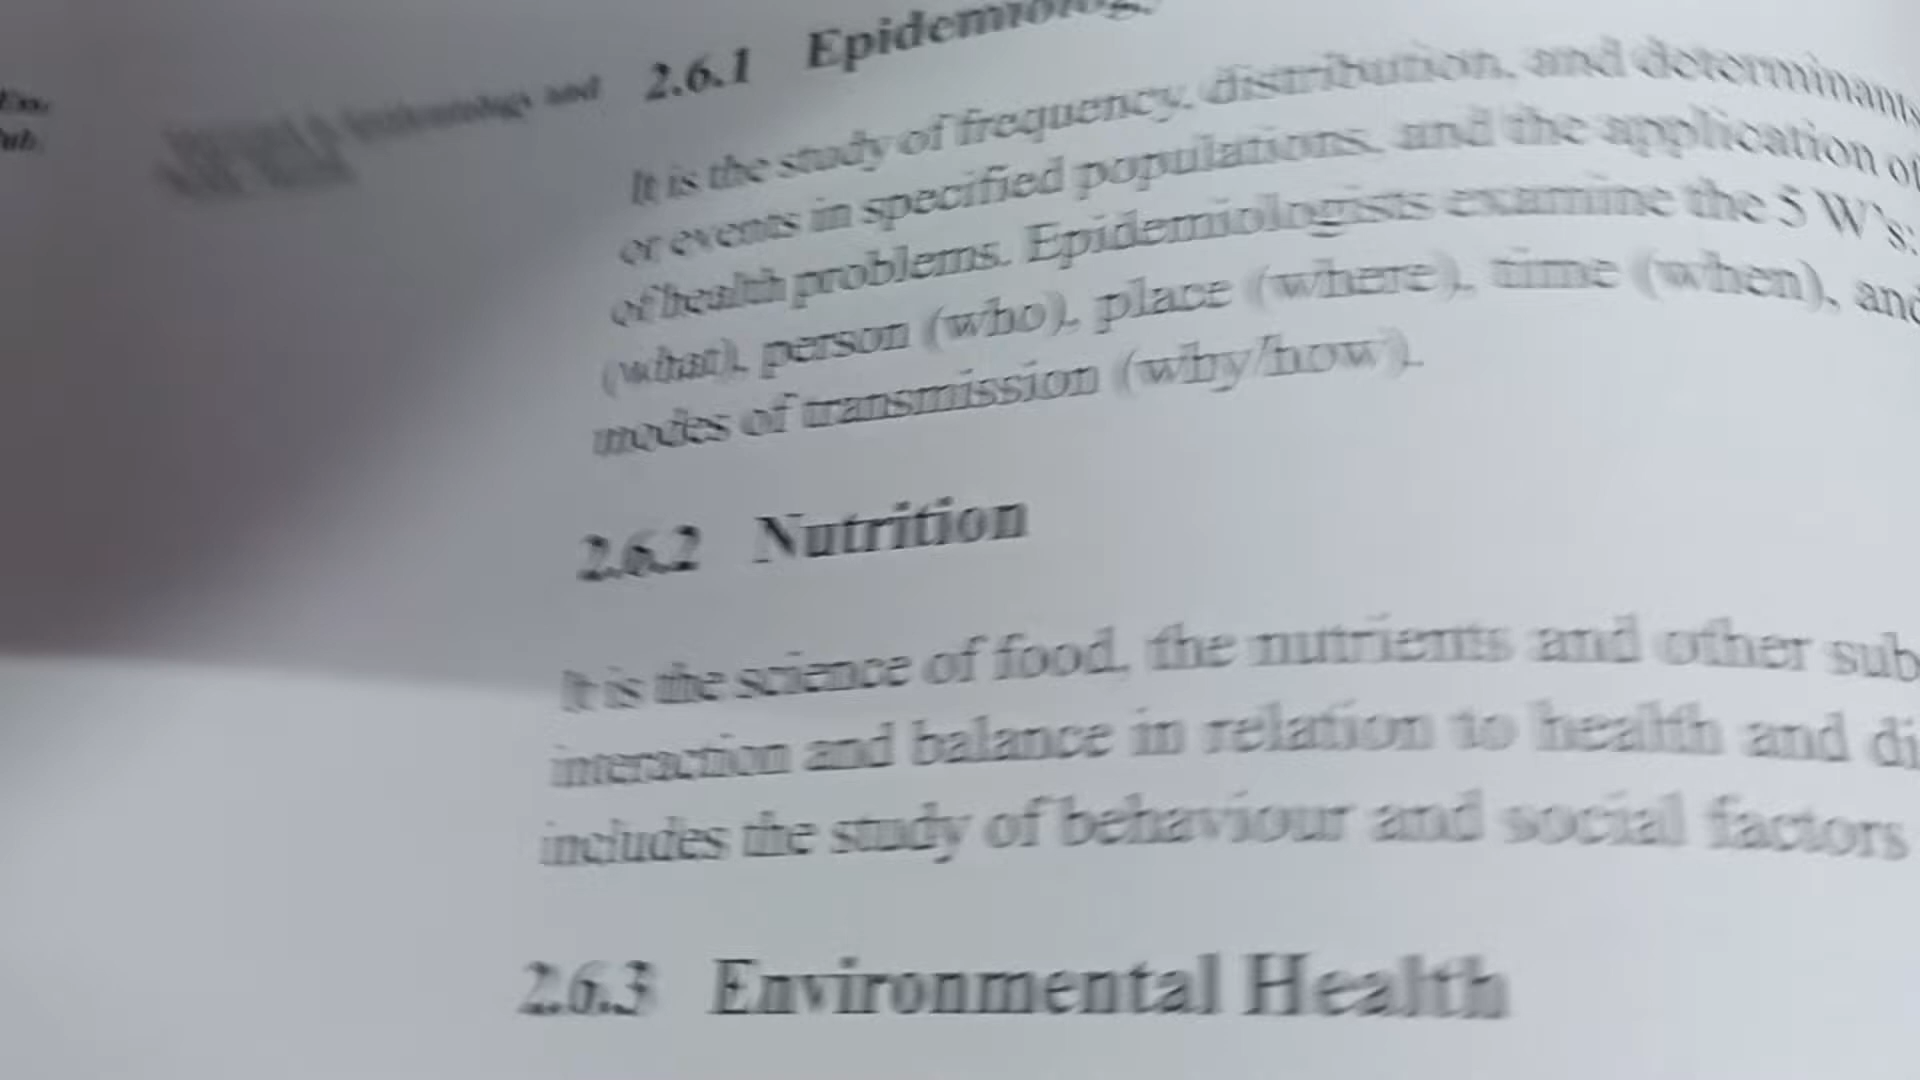 2.6.1 Epidemiology
It is the study of frequency, distribution, and determinants
or events in specified populations, and the application of
of health problems. Epidemiologists examine the 5 W's:
(what), person (who), place (where), time (when), and
modes of transmission (why/how).
2.6.2 Nutrition
It is the science of food, the nutrients and other sub
interaction and balance in relation to health and di
includes the study of behaviour and social factors
2.6.3 Environmental Health